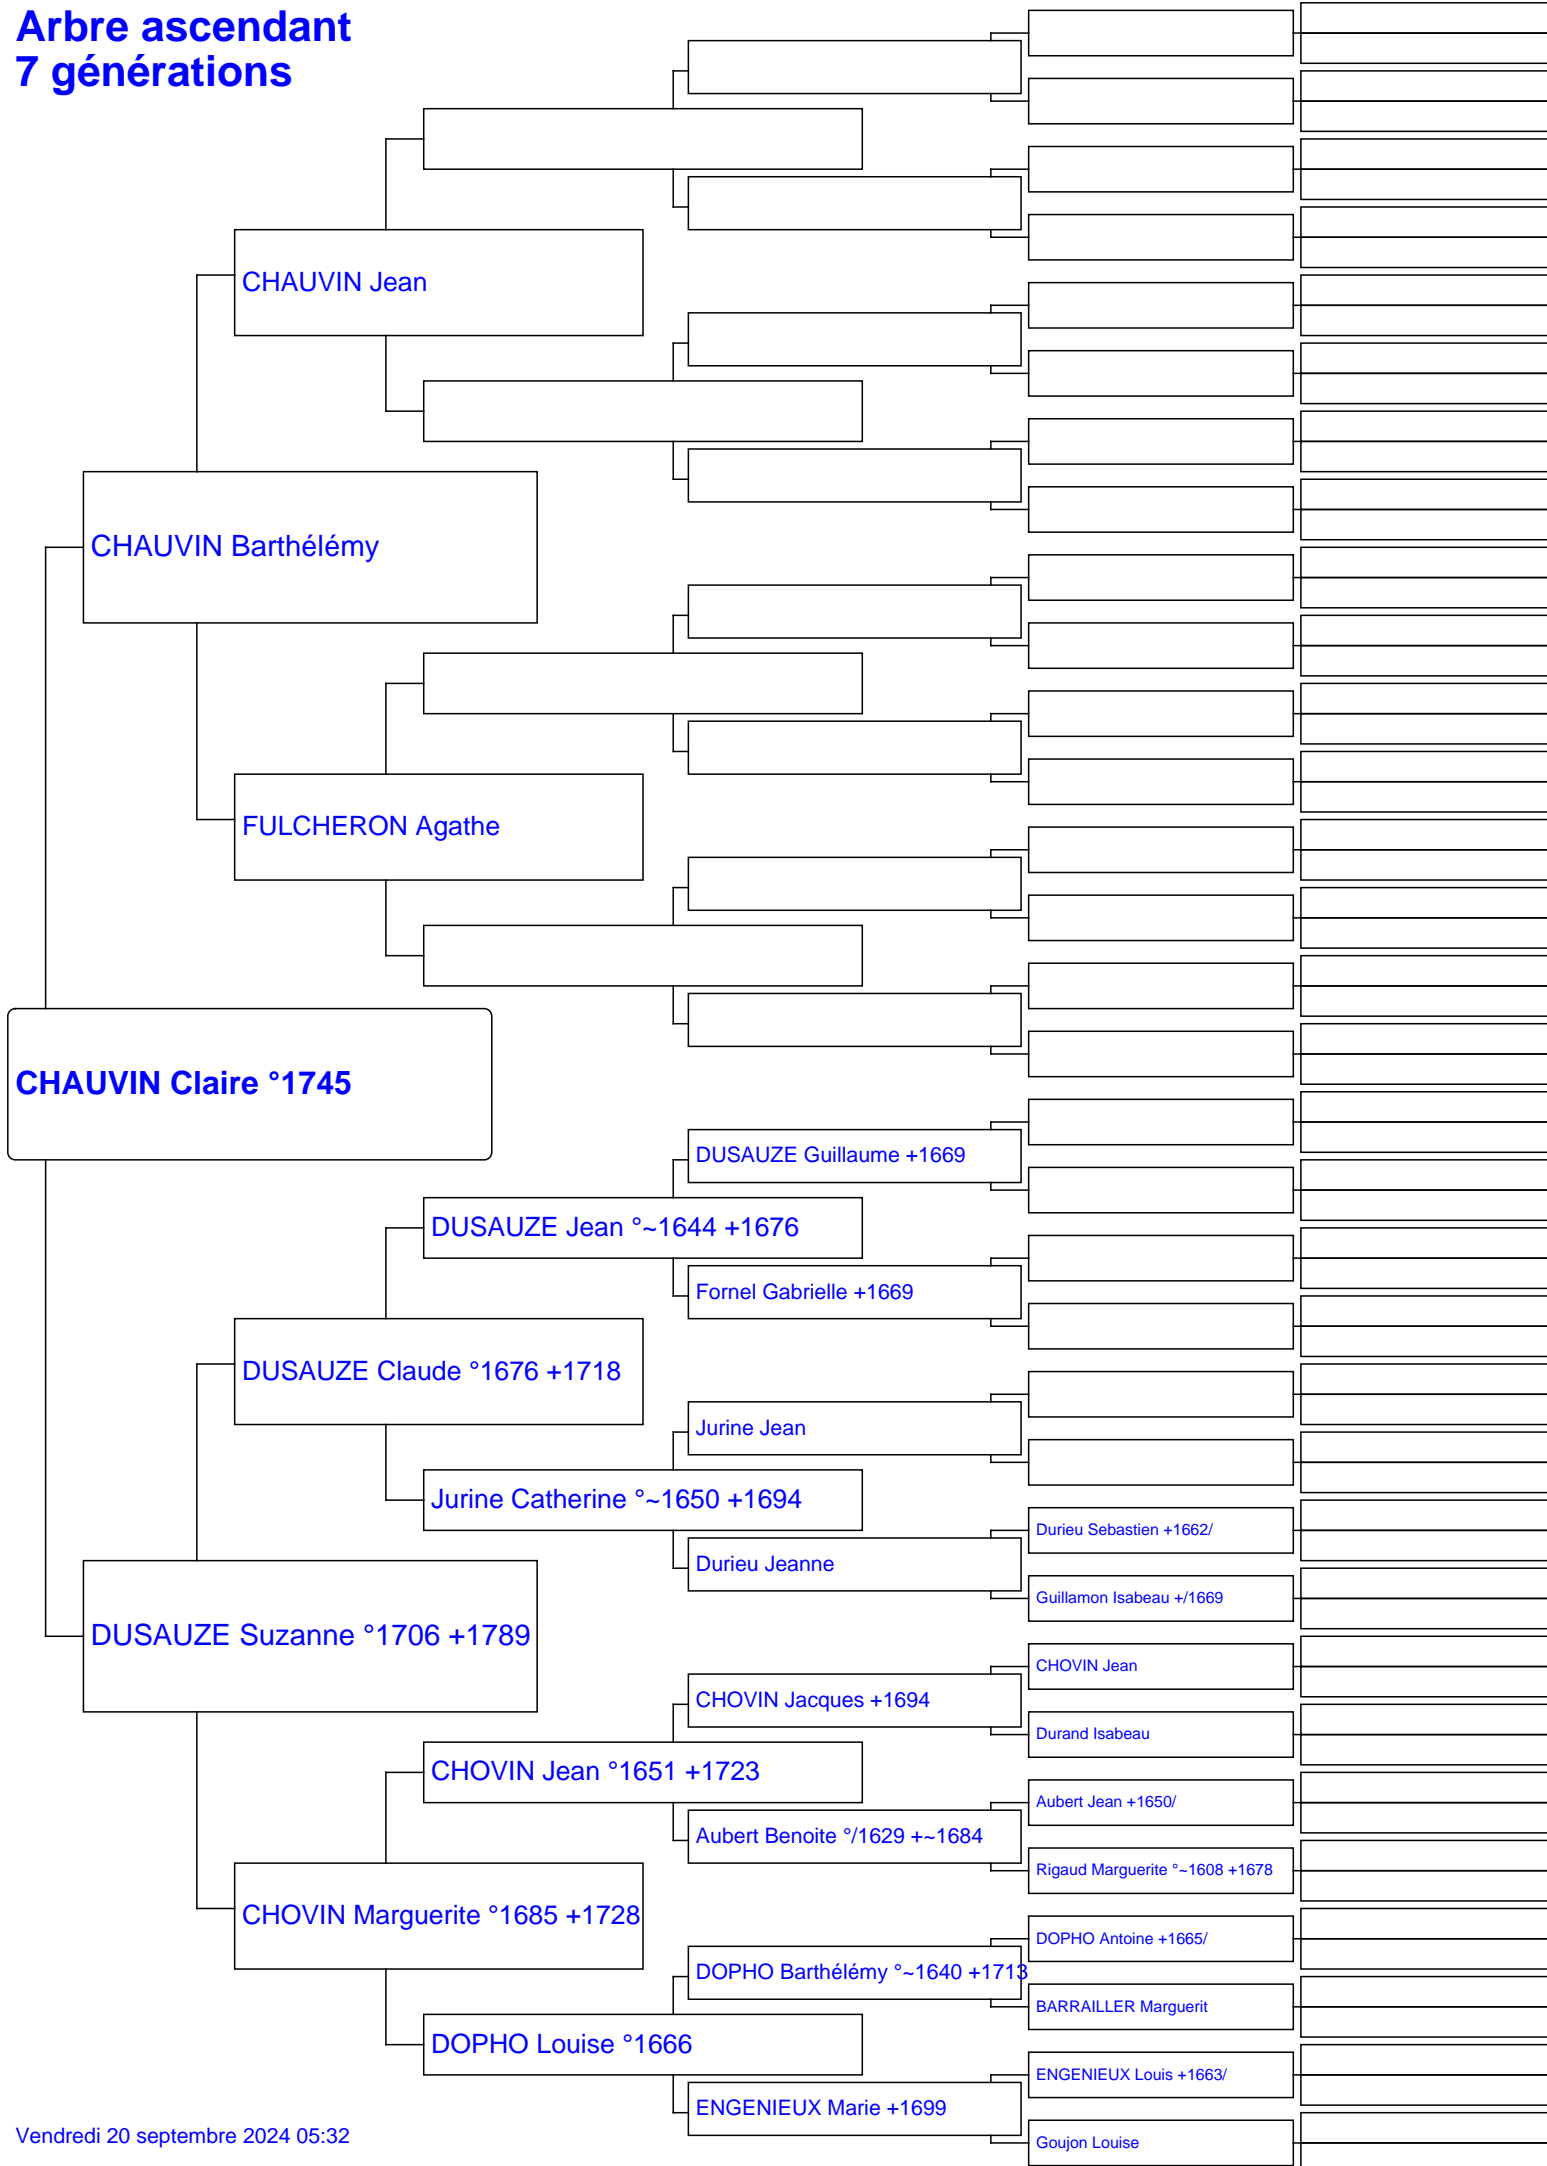 Arbre ascendant
7 générations
CHAUVIN Jean
CHAUVIN Barthélémy
FULCHERON Agathe
CHAUVIN Claire °1745
DUSAUZE Guillaume +1669
DUSAUZE Jean °~1644 +1676
Fornel Gabrielle +1669
DUSAUZE Claude °1676 +1718
Jurine Jean
Jurine Catherine °~1650 +1694
Durieu Sebastien +1662/
Durieu Jeanne
Guillamon Isabeau +/1669
DUSAUZE Suzanne °1706 +1789
CHOVIN Jean
CHOVIN Jacques +1694
Durand Isabeau
CHOVIN Jean °1651 +1723
Aubert Jean +1650/
Aubert Benoite °/1629 +~1684
Rigaud Marguerite °~1608 +1678
CHOVIN Marguerite °1685 +1728
DOPHO Antoine +1665/
DOPHO Barthélémy °~1640 +1713
BARRAILLER Marguerit
DOPHO Louise °1666
ENGENIEUX Louis +1663/
ENGENIEUX Marie +1699
Goujon Louise
Vendredi 20 septembre 2024 05:32